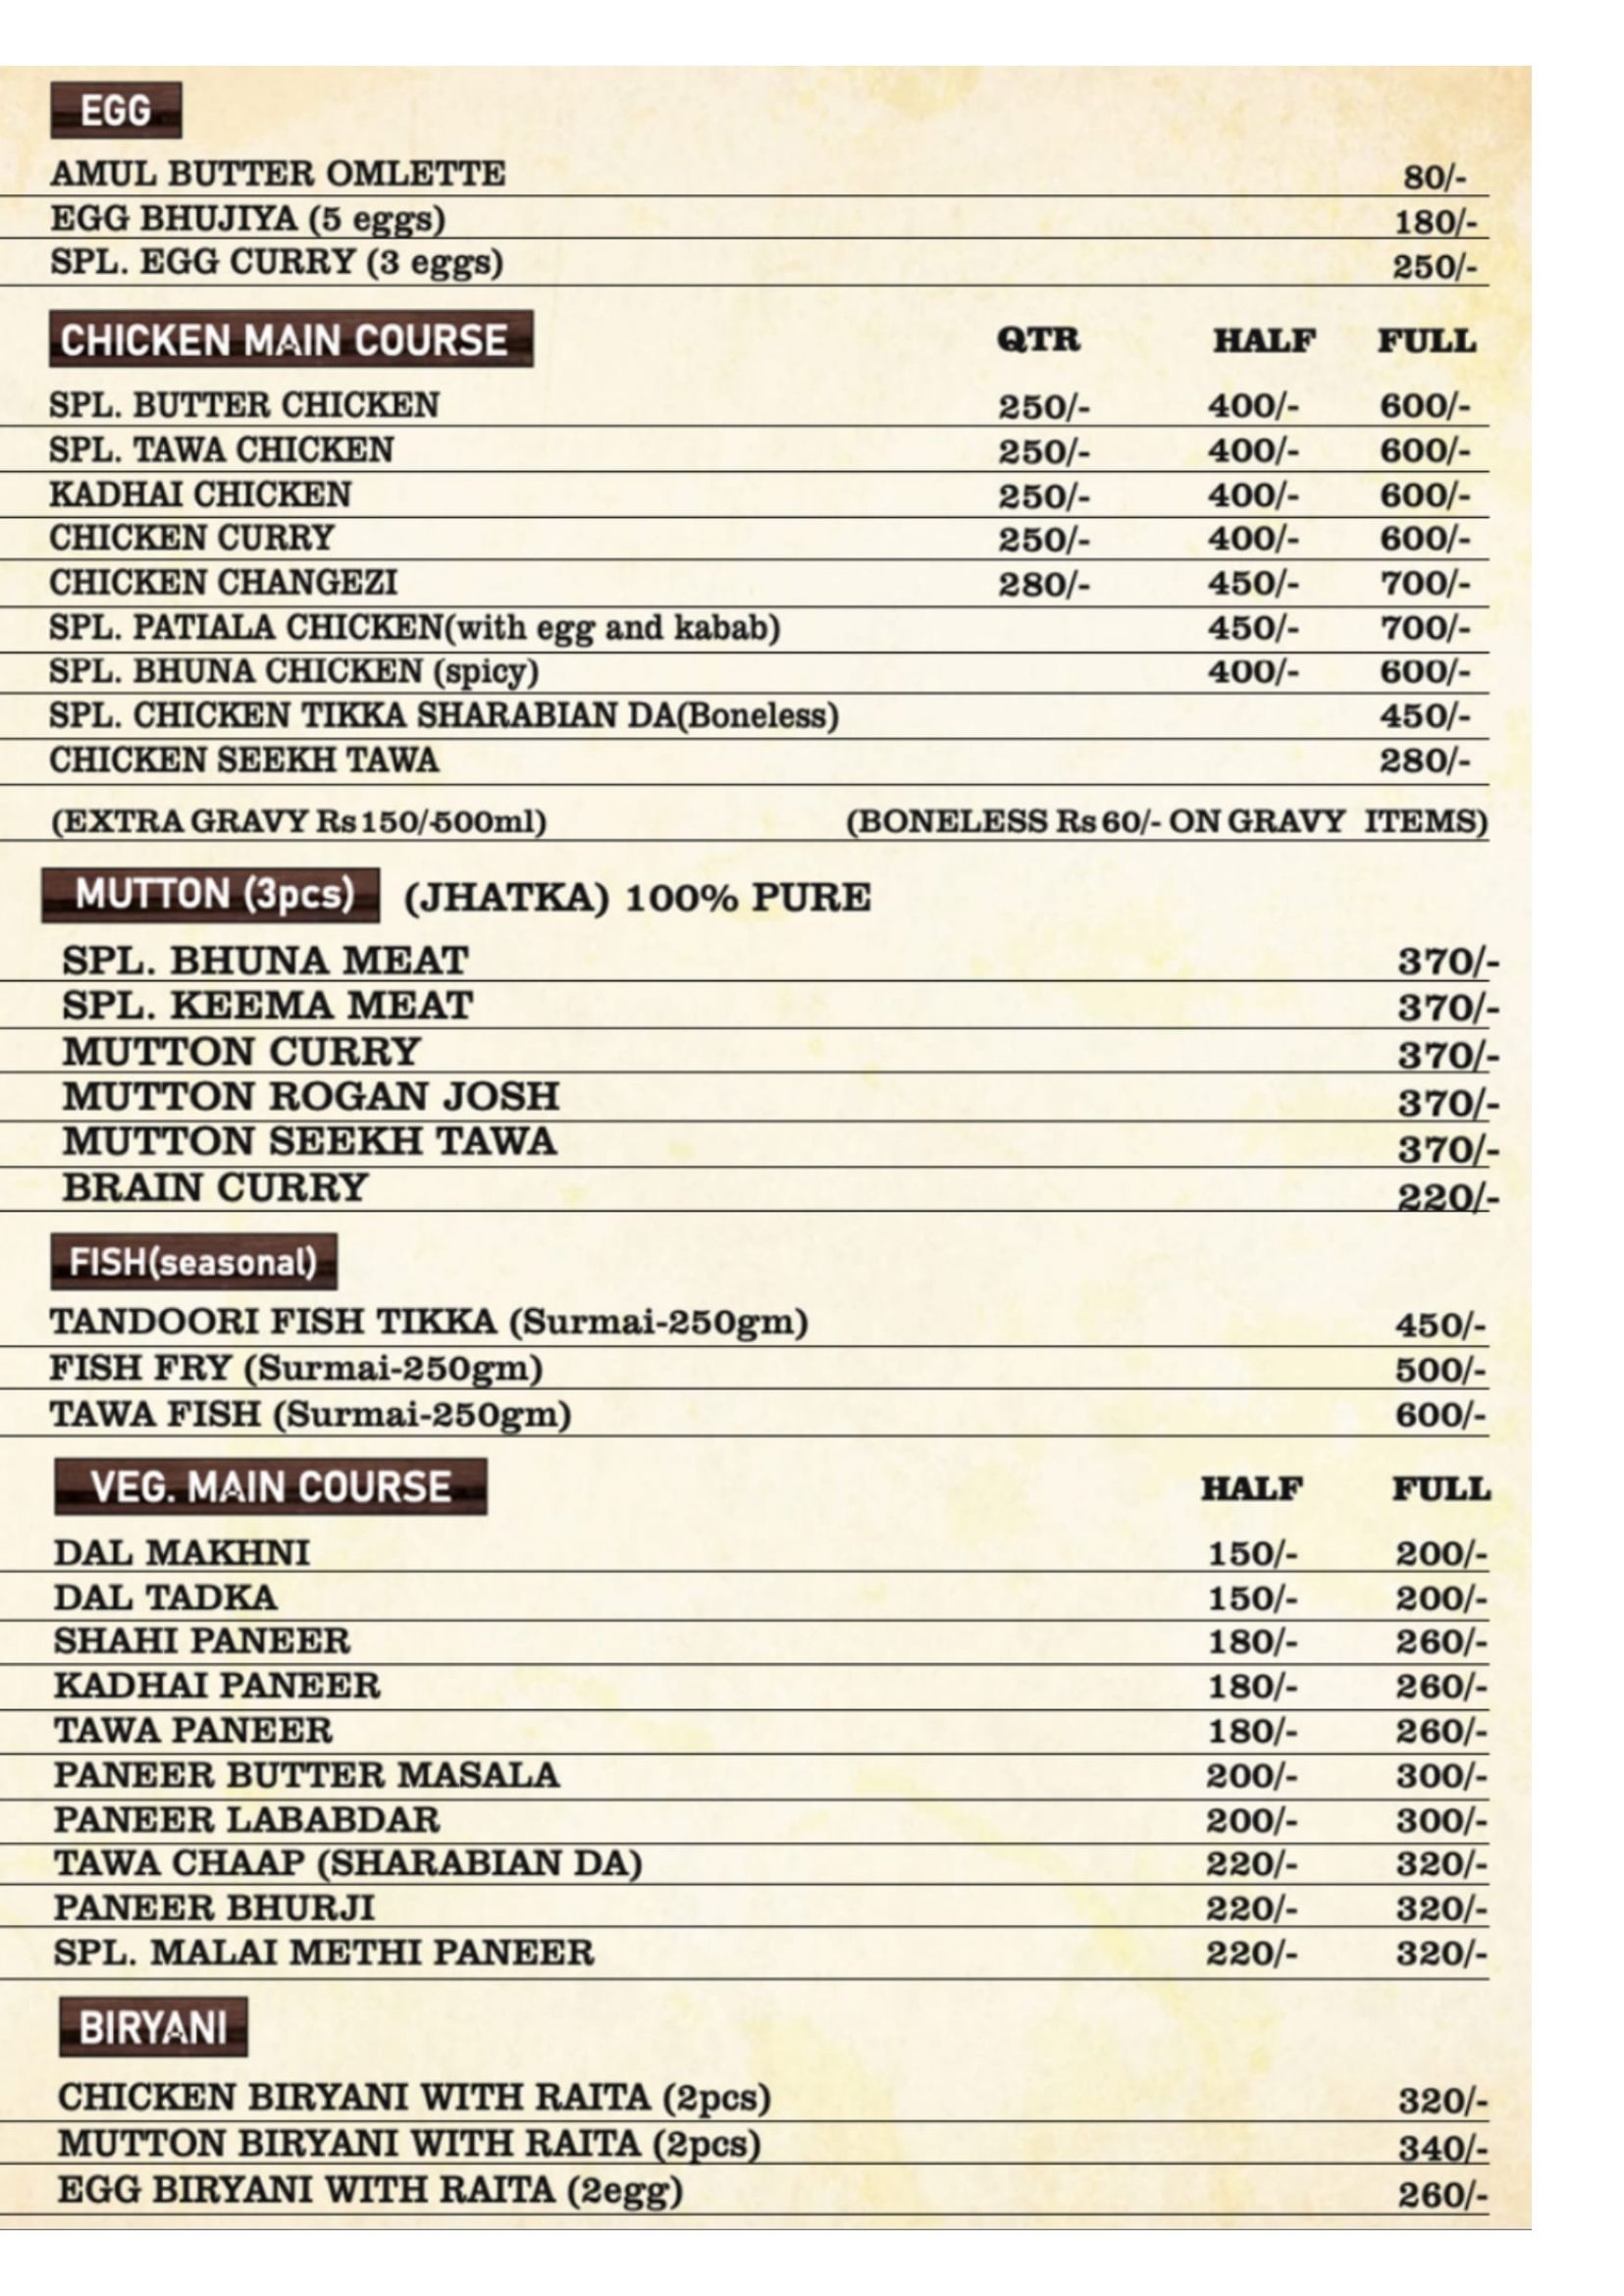 EGG
AMUL BUTTER OMLETTE 80/-
EGG BHUJIYA (5 eggs) 180/-
SPL. EGG CURRY (3 eggs) 250/-
CHICKEN MAIN COURSE QTR HALF FULL
SPL. BUTTER CHICKEN 250/- 400/- 600/-
SPL. TAWA CHICKEN 250/- 400/- 600/-
KADHAI CHICKEN 250/- 400/- 600/-
CHICKEN CURRY 250/- 400/- 600/-
CHICKEN CHANGEZI 280/- 450/- 700/-
SPL. PATIALA CHICKEN(with egg and kabab) 450/- 700/-
SPL. BHUNA CHICKEN (spicy) 400/- 600/-
SPL. CHICKEN TIKKA SHARABIAN DA(Boneless) 450/-
CHICKEN SEEKH TAWA 280/-
(EXTRA GRAVY Rs 150/-500ml) (BONELESS Rs 60/- ON GRAVY ITEMS)
MUTTON (3pcs) (JHATKA) 100% PURE
SPL. BHUNA MEAT 370/-
SPL. KEEMA MEAT 370/-
MUTTON CURRY 370/-
MUTTON ROGAN JOSH 370/-
MUTTON SEEKH TAWA 370/-
BRAIN CURRY 220/-
FISH(seasonal)
TANDOORI FISH TIKKA (Surmai-250gm) 450/-
FISH FRY (Surmai-250gm) 500/-
TAWA FISH (Surmai-250gm) 600/-
VEG. MAIN COURSE HALF FULL
DAL MAKHNI 150/- 200/-
DAL TADKA 150/- 200/-
SHAHI PANEER 180/- 260/-
KADHAI PANEER 180/- 260/-
TAWA PANEER 180/- 260/-
PANEER BUTTER MASALA 200/- 300/-
PANEER LABABDAR 200/- 300/-
TAWA CHAAP (SHARABIAN DA) 220/- 320/-
PANEER BHURJI 220/- 320/-
SPL. MALAI METHI PANEER 220/- 320/-
BIRYANI
CHICKEN BIRYANI WITH RAITA (2pcs) 320/-
MUTTON BIRYANI WITH RAITA (2pcs) 340/-
EGG BIRYANI WITH RAITA (2egg) 260/-